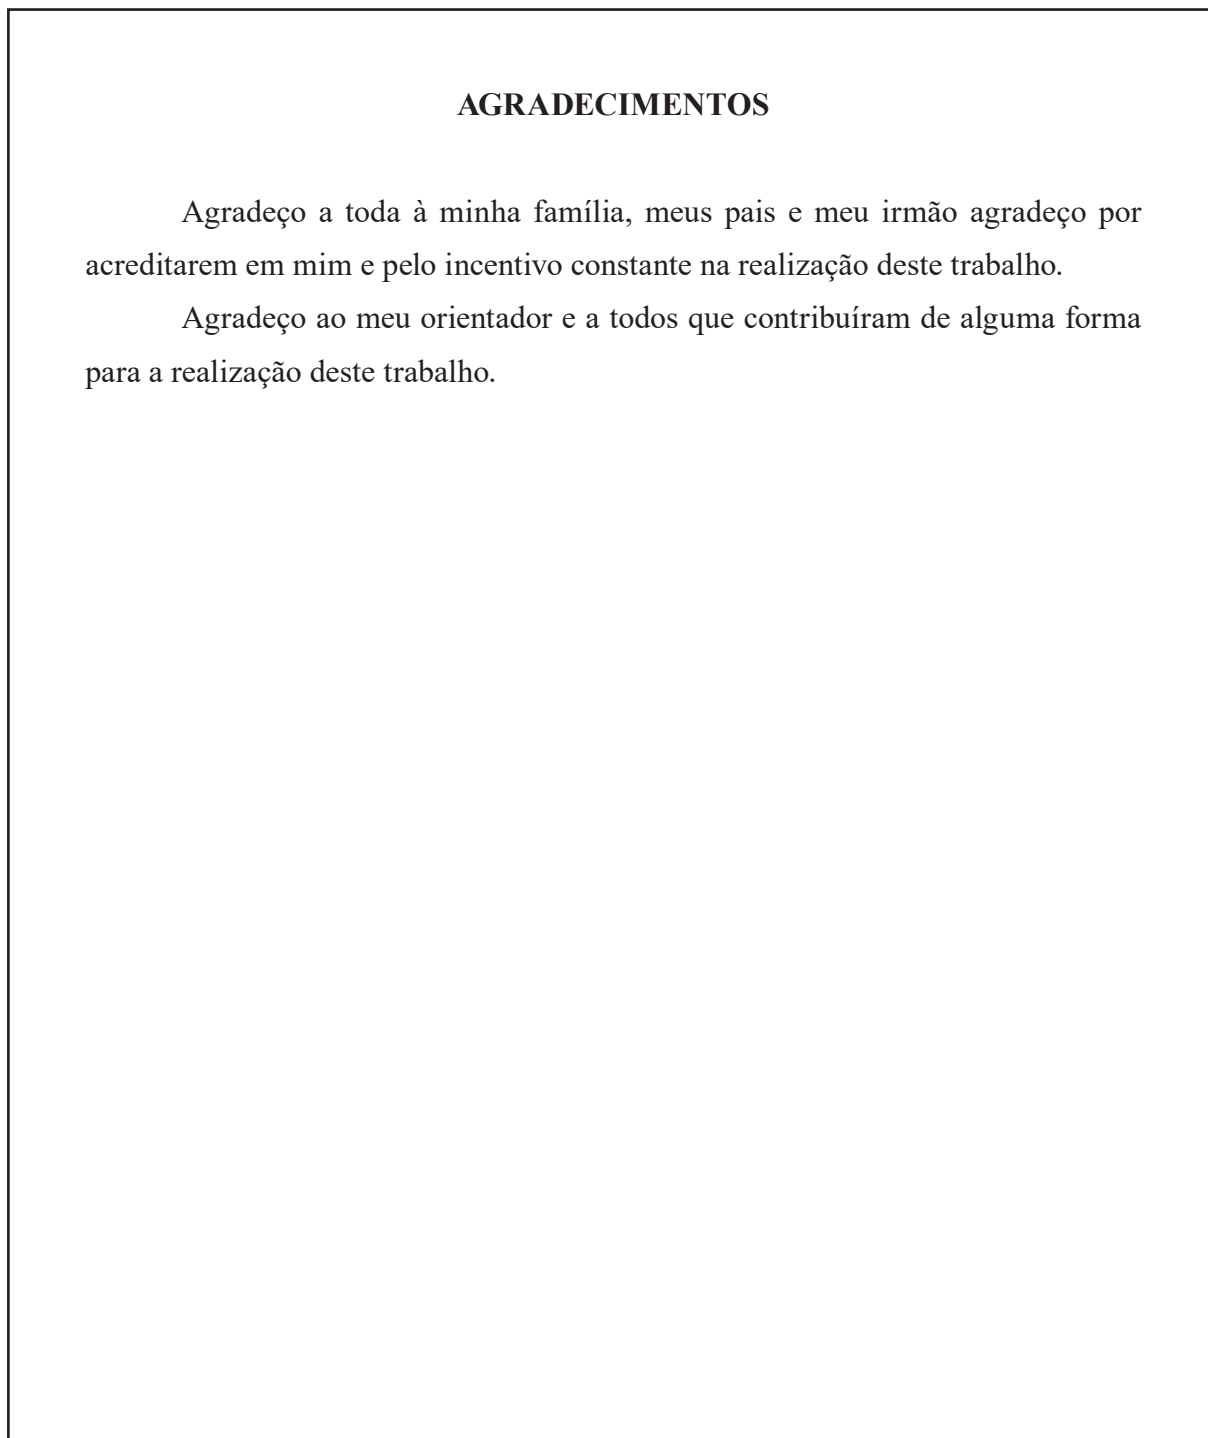 AGRADECIMENTOS
Agradeço a toda à minha família, meus pais e meu irmão agradeço por
acreditarem em mim e pelo incentivo constante na realização deste trabalho.
Agradeço ao meu orientador e a todos que contribuíram de alguma forma
para a realização deste trabalho.